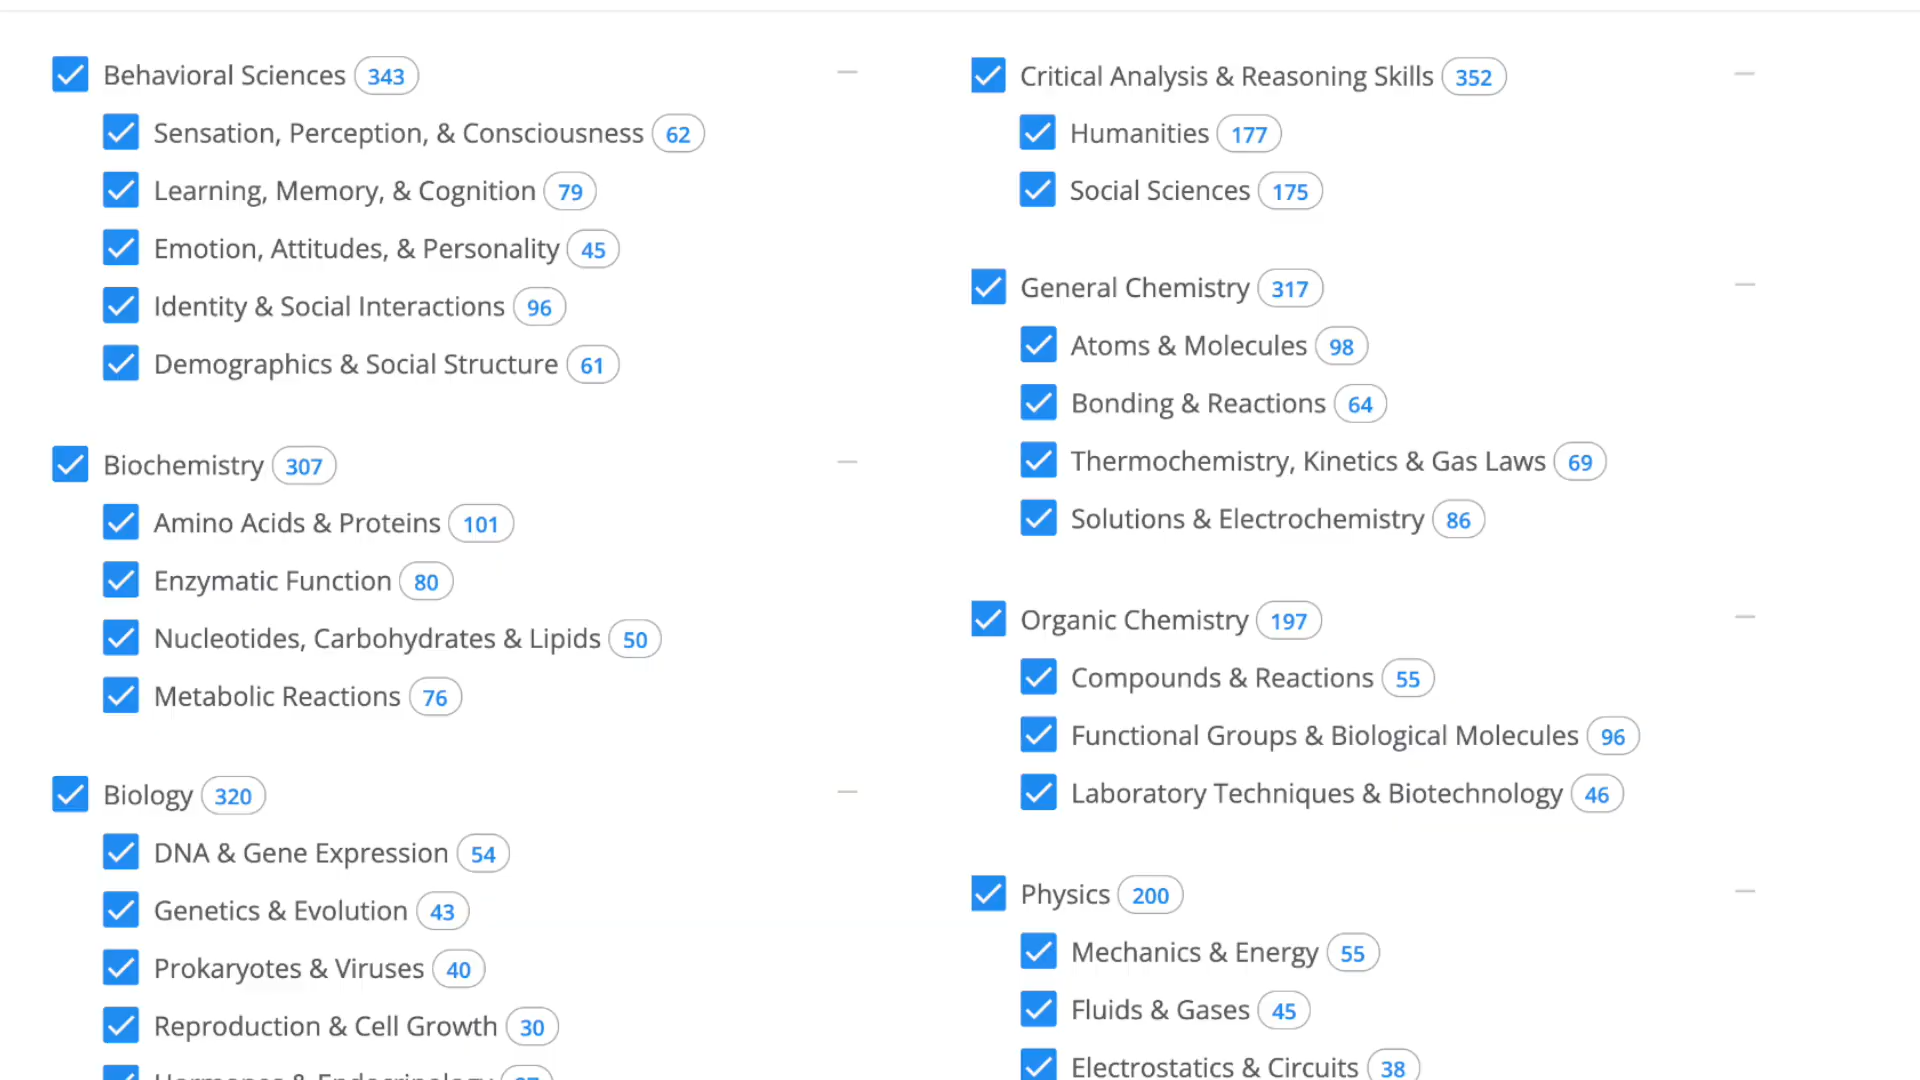 Behavioral Sciences 343
Sensation, Perception, & Consciousness 62
Learning, Memory, & Cognition 79
Emotion, Attitudes, & Personality 45
Identity & Social Interactions 96
Demographics & Social Structure 61
Biochemistry 307
Amino Acids & Proteins 101
Enzymatic Function 80
Nucleotides, Carbohydrates & Lipids 50
Metabolic Reactions 76
Biology 320
DNA & Gene Expression 54
Genetics & Evolution 43
Prokaryotes & Viruses 40
Reproduction & Cell Growth 30
Critical Analysis & Reasoning Skills 352
Humanities 177
Social Sciences 175
General Chemistry 317
Atoms & Molecules 98
Bonding & Reactions 64
Thermochemistry, Kinetics & Gas Laws 69
Solutions & Electrochemistry 86
Organic Chemistry 197
Compounds & Reactions 55
Functional Groups & Biological Molecules 96
Laboratory Techniques & Biotechnology 46
Physics 200
Mechanics & Energy 55
Fluids & Gases 45
Electrostatics & Circuits 38